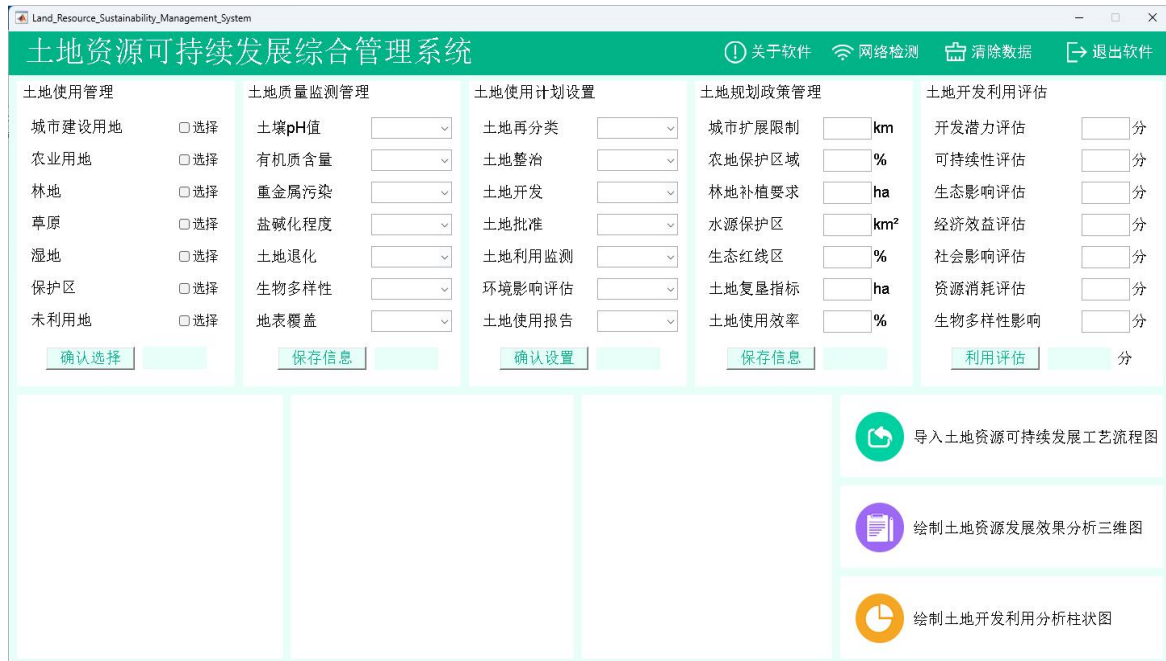 Land_Resource_Sustainability_Management_System
土地资源可持续发展综合管理系统 关于软件 网络检测 清除数据 退出软件
土地使用管理 土地质量监测管理 土地使用计划设置 土地规划政策管理 土地开发利用评估
城市建设用地 选择 土壤pH值 土地再分类 城市扩展限制 km 开发潜力评估 分
农业用地 选择 有机质含量 土地整治 农地保护区域 % 可持续性评估 分
林地 选择 重金属污染 土地开发 林地补植要求 ha 生态影响评估 分
草原 选择 盐碱化程度 土地批准 水源保护区 km² 经济效益评估 分
湿地 选择 土地退化 土地利用监测 生态红线区 % 社会影响评估 分
保护区 选择 生物多样性 环境影响评估 土地复垦指标 ha 资源消耗评估 分
未利用地 选择 地表覆盖 土地使用报告 土地使用效率 % 生物多样性影响 分
确认选择 保存信息 确认设置 保存信息 利用评估 分
导入土地资源可持续发展工艺流程图
绘制土地资源发展效果分析三维图
绘制土地开发利用分析柱状图